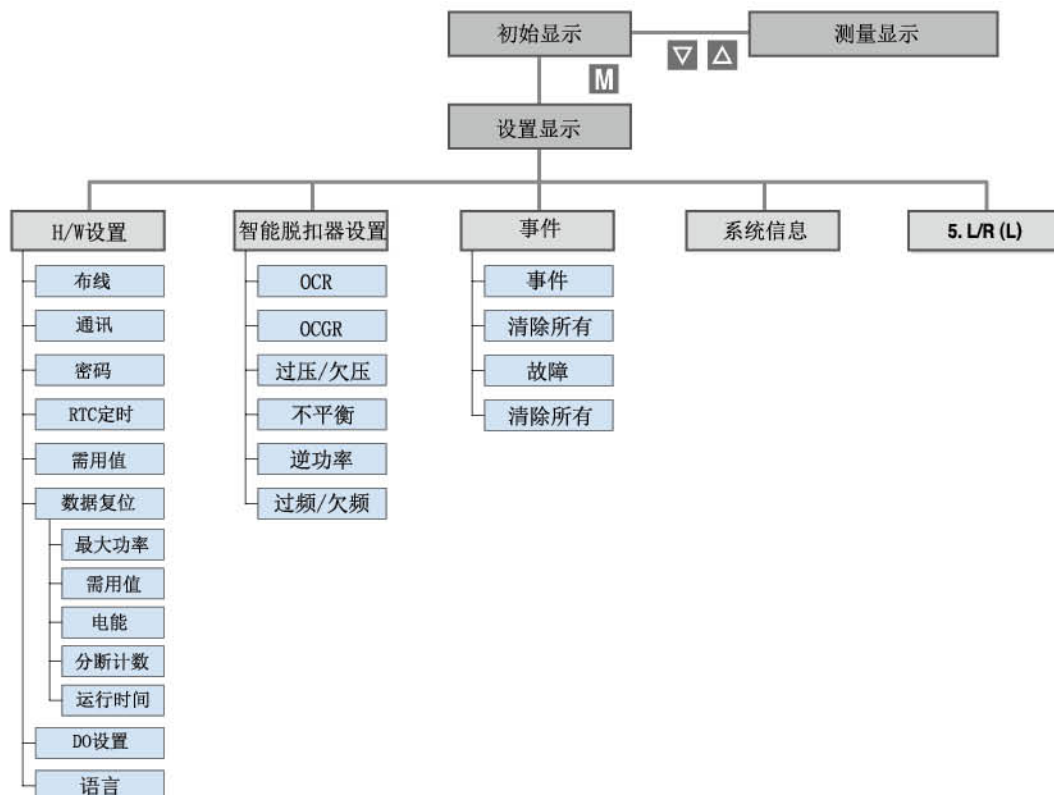 初始显示
测量显示
M
设置显示
H/W设置
布线
通讯
密码
RTC定时
需用值
数据复位
最大功率
需用值
电能
分断计数
运行时间
DO设置
语言
智能脱扣器设置
OCR
OCGR
过压/欠压
不平衡
逆功率
过频/欠频
事件
事件
清除所有
故障
清除所有
系统信息
5. L/R (L)